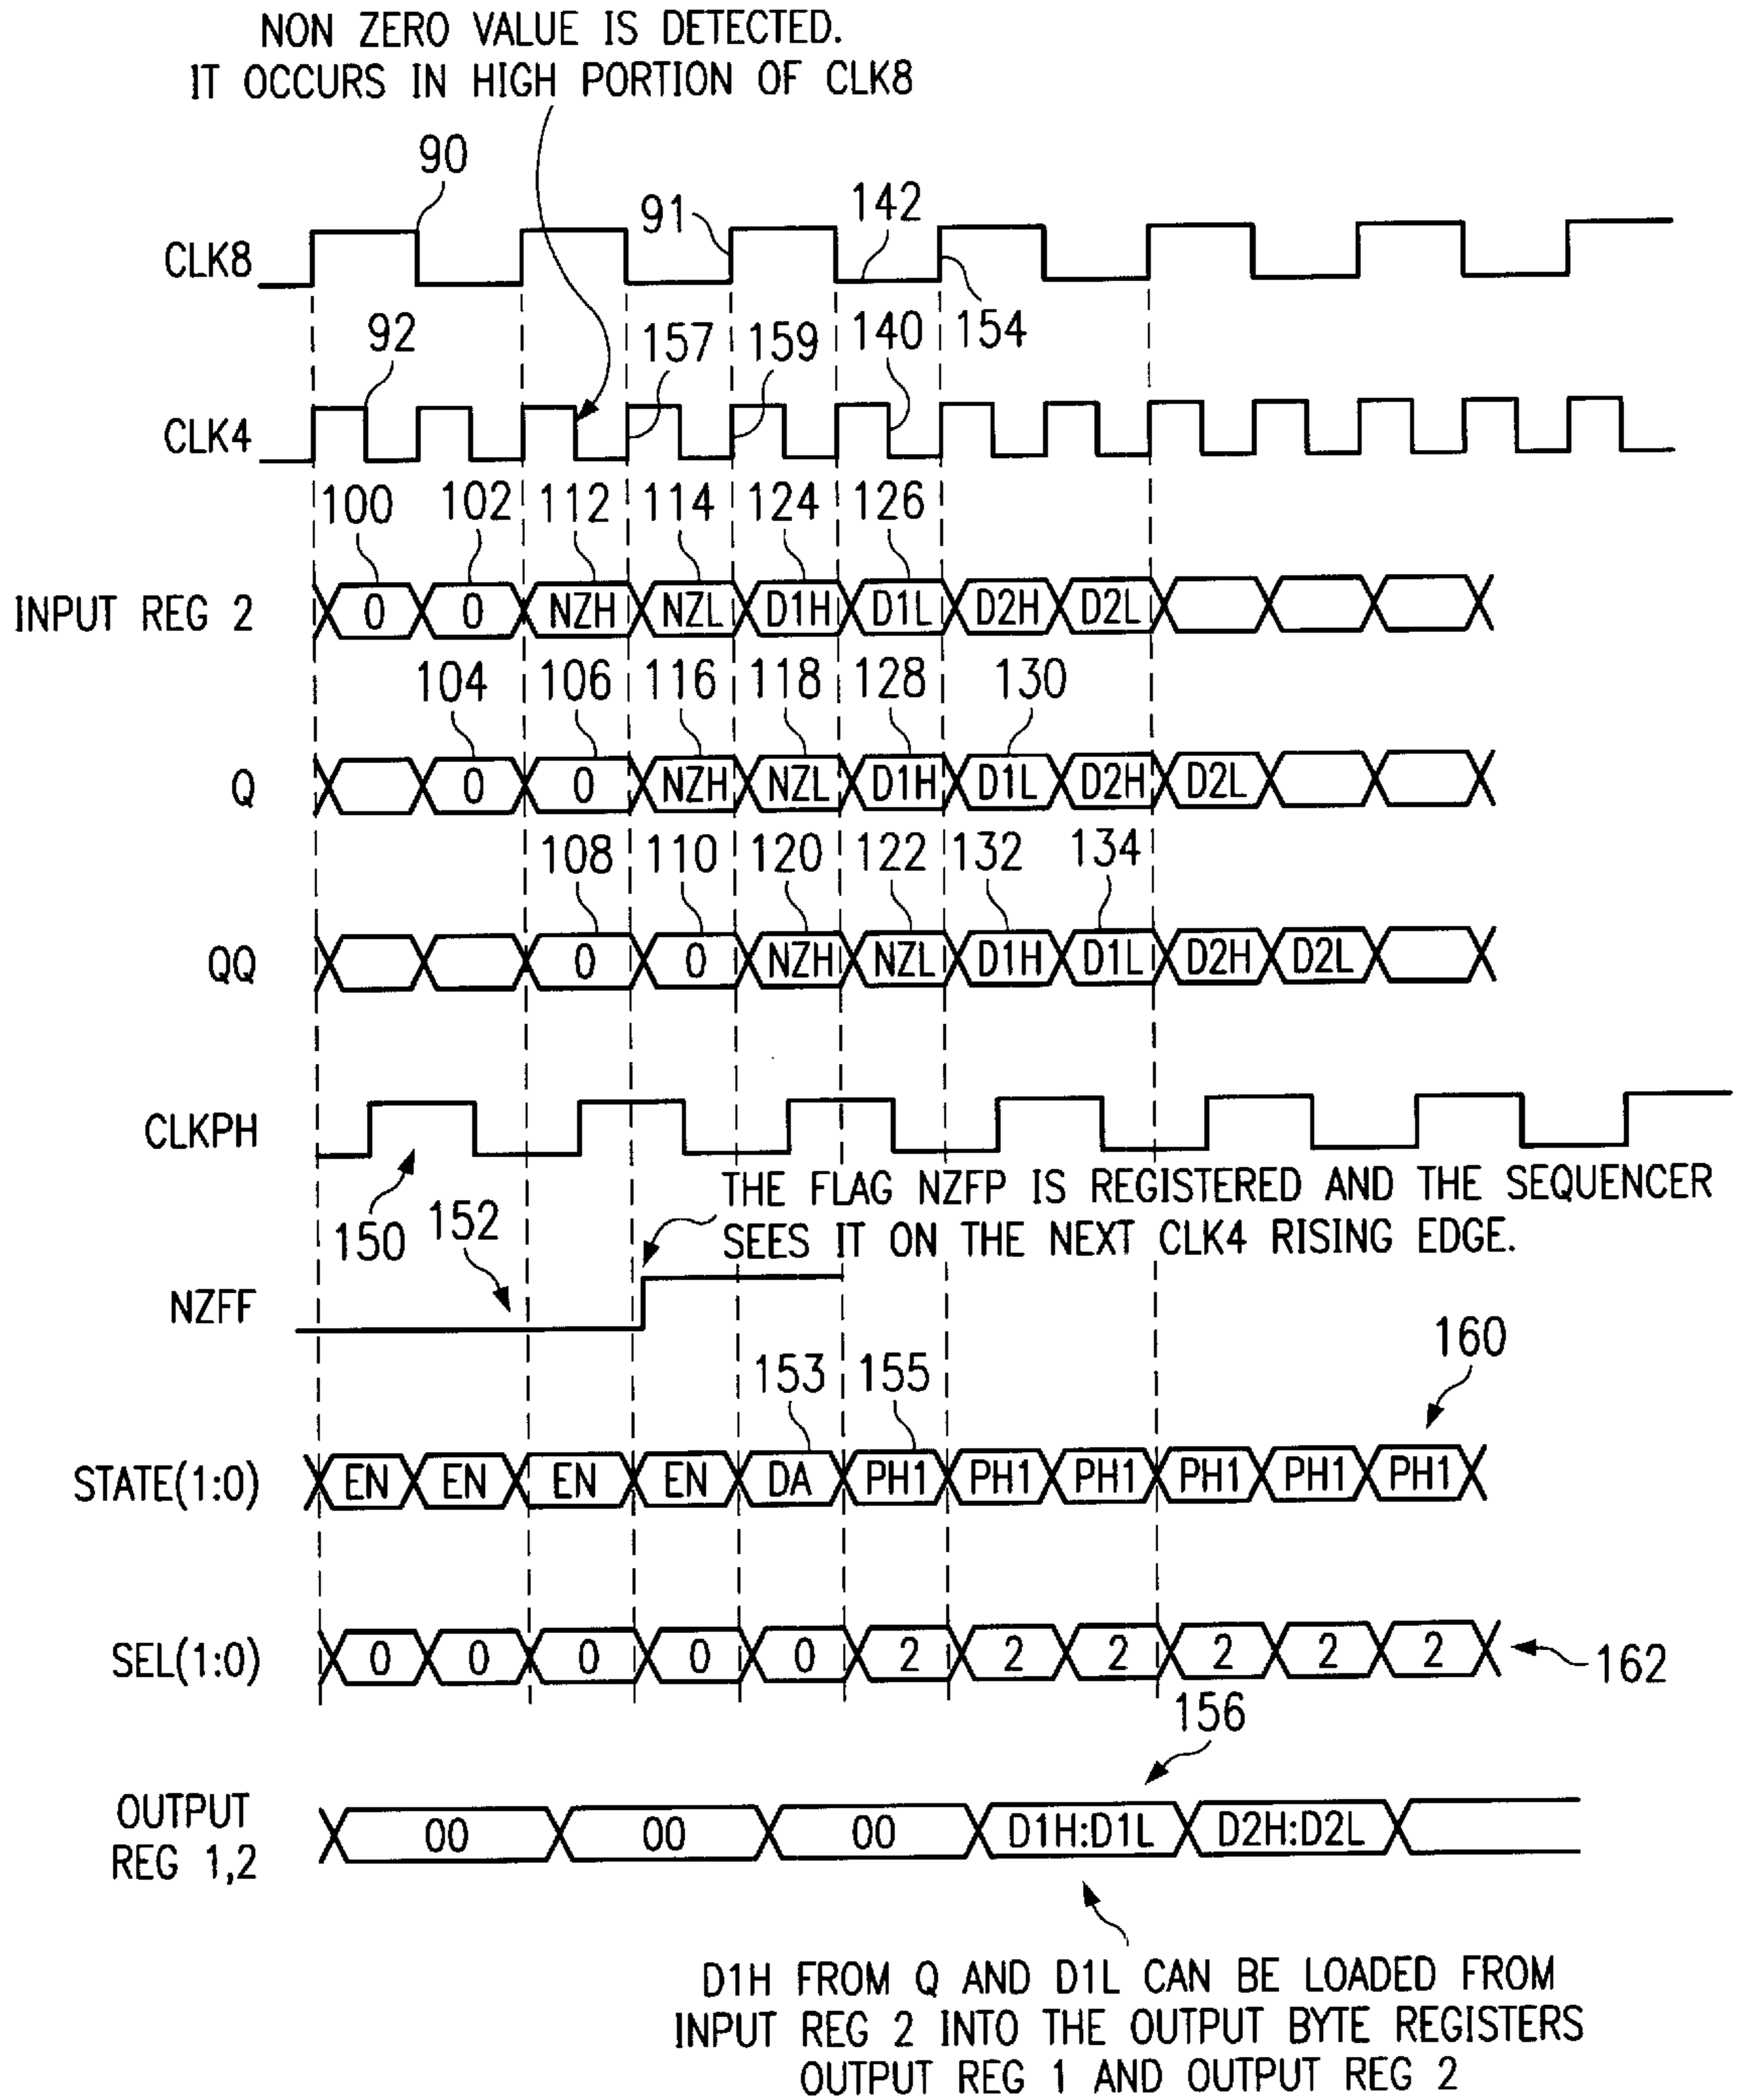 NON ZERO VALUE IS DETECTED.
IT OCCURS IN HIGH PORTION OF CLK8
90
91
142
CLK8
92
157
159
140
154
CLK4
100
102
112
114
124
126
INPUT REG 2
0
0
NZH
NZL
D1H
D1L
D2H
D2L
104
106
116
118
128
130
Q
0
0
NZH
NZL
D1H
D1L
D2H
D2L
108
110
120
122
132
134
QQ
0
0
NZH
NZL
D1H
D1L
D2H
D2L
CLKPH
150
152
THE FLAG NZFP IS REGISTERED AND THE SEQUENCER
SEES IT ON THE NEXT CLK4 RISING EDGE.
NZFF
153
155
160
STATE(1:0)
EN
EN
EN
EN
DA
PH1
PH1
PH1
PH1
PH1
PH1
SEL(1:0)
0
0
0
0
0
2
2
2
2
2
2
162
156
OUTPUT
REG 1,2
00
00
00
D1H:D1L
D2H:D2L
D1H FROM Q AND D1L CAN BE LOADED FROM
INPUT REG 2 INTO THE OUTPUT BYTE REGISTERS
OUTPUT REG 1 AND OUTPUT REG 2